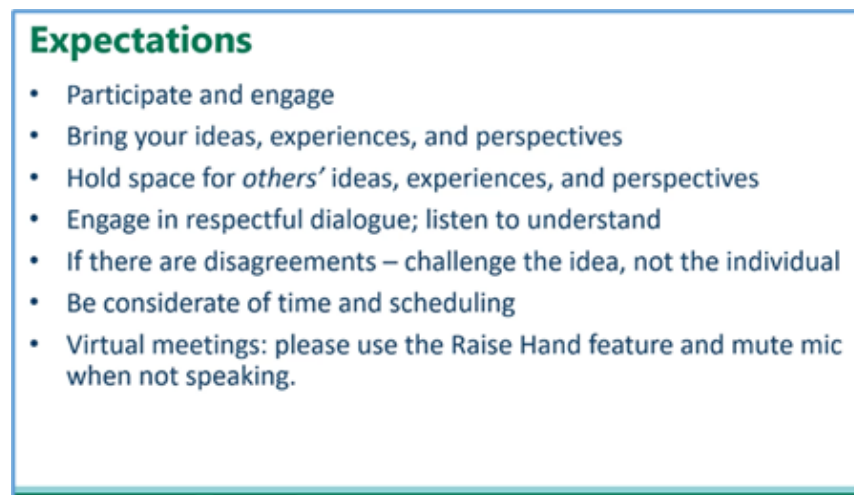 Expectations
• Participate and engage
• Bring your ideas, experiences, and perspectives
• Hold space for others’ ideas, experiences, and perspectives
• Engage in respectful dialogue; listen to understand
• If there are disagreements – challenge the idea, not the individual
• Be considerate of time and scheduling
• Virtual meetings: please use the Raise Hand feature and mute mic
when not speaking.